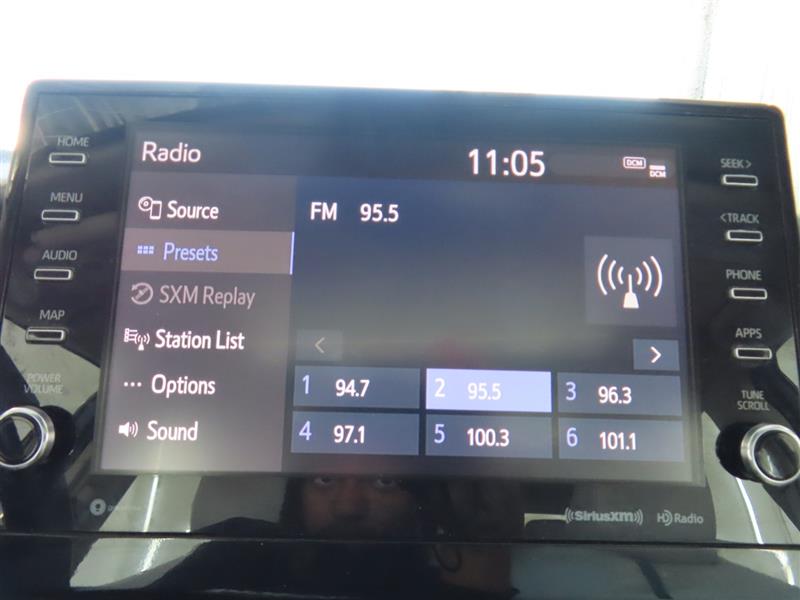 HOME
MENU
AUDIO
MAP
POWER
VOLUME
Radio
11:05
DCM
DCM
Source
Presets
SXM Replay
Station List
Options
Sound
FM 95.5
<
>
1 94.7
2 95.5
3 96.3
4 97.1
5 100.3
6 101.1
SEEK >
< TRACK
PHONE
APPS
TUNE
SCROLL
SiriusXM
HD Radio